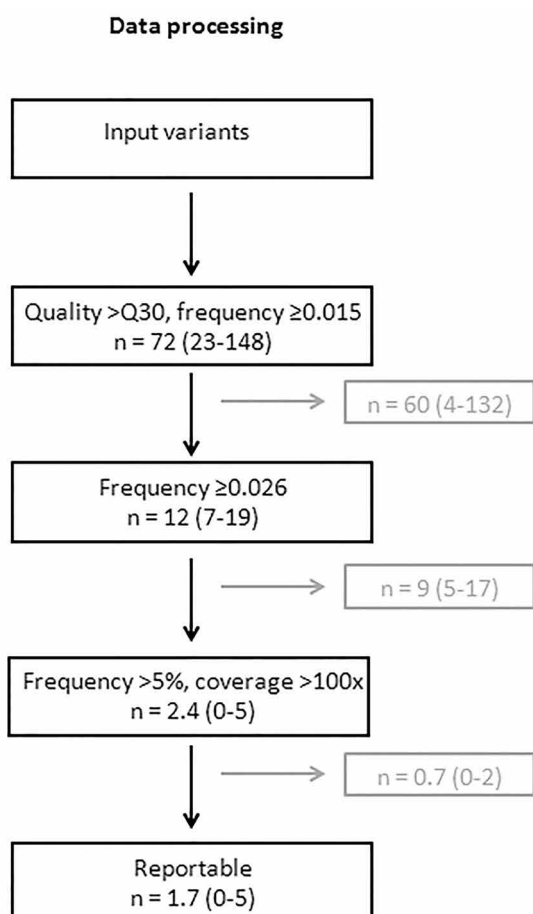 Data processing
Input variants
Quality >Q30, frequency ≥0.015
n = 72 (23-148)
n = 60 (4-132)
Frequency ≥0.026
n = 12 (7-19)
n = 9 (5-17)
Frequency >5%, coverage >100x
n = 2.4 (0-5)
n = 0.7 (0-2)
Reportable
n = 1.7 (0-5)